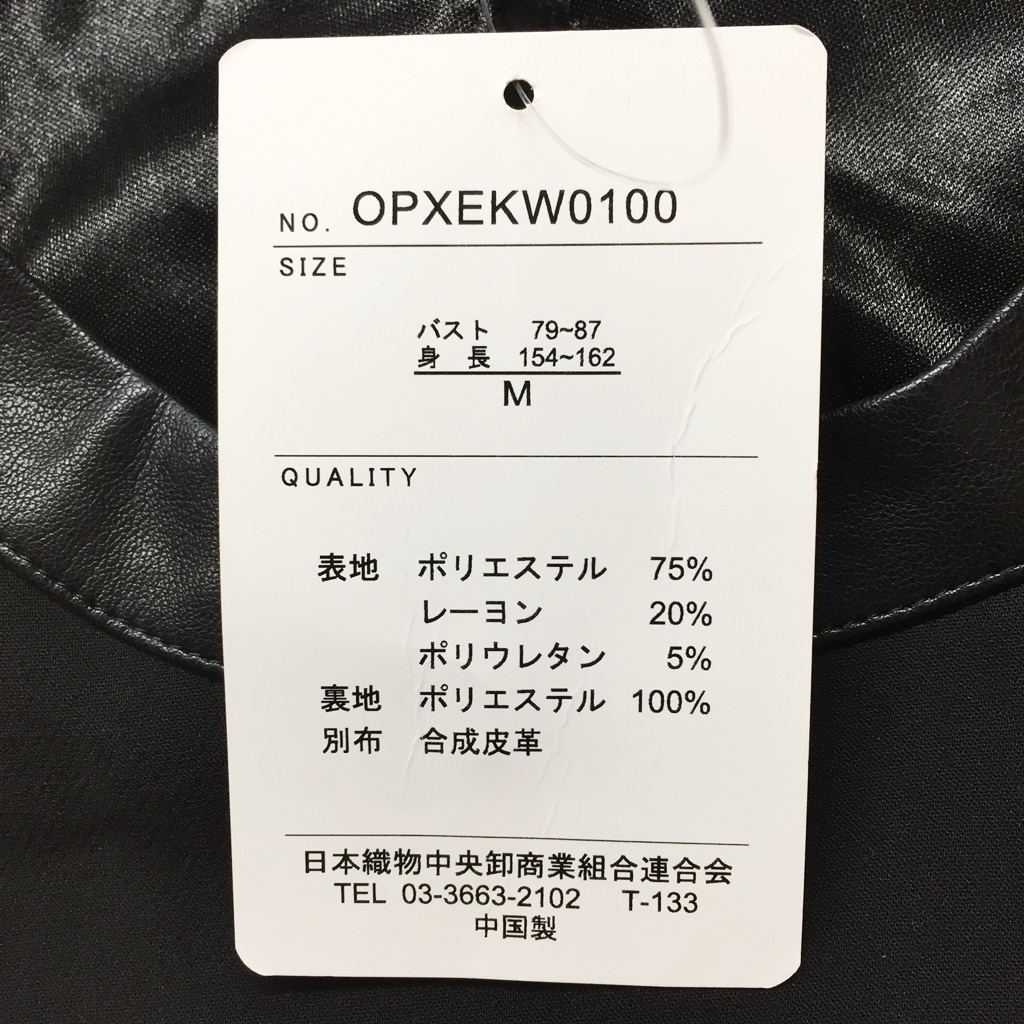 NO. OPXEKW0100
SIZE
バスト 79~87
身 長 154~162
M
QUALITY
表地 ポリエステル 75%
レーヨン 20%
ポリウレタン 5%
裏地 ポリエステル 100%
別布 合成皮革
日本織物中央卸商業組合連合会
TEL 03-3663-2102 T-133
中国製